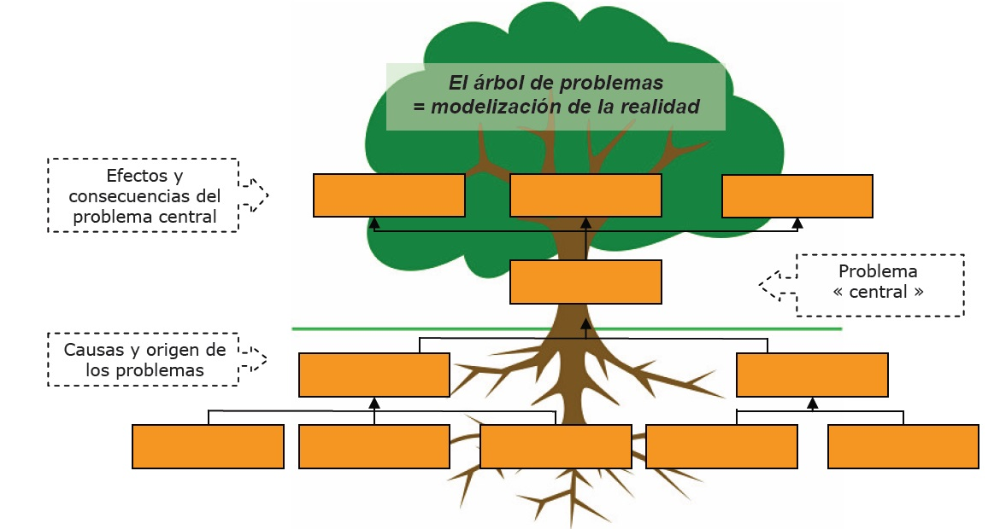 El árbol de problemas
= modelización de la realidad
Efectos y
consecuencias del
problema central
Problema
« central »
Causas y origen de
los problemas